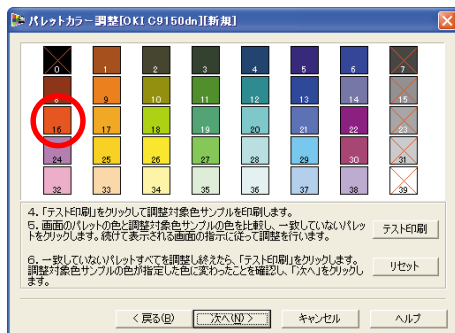 パレットカラー調整[OKI C9150dn][新規]
0 1 2 3 4 5 6 7
8 9 10 11 12 13 14 15
16 17 18 19 20 21 22 23
24 25 26 27 28 29 30 31
32 33 34 35 36 37 38 39
4. 「テスト印刷」をクリックして調整対象色サンプルを印刷します。
5. 画面のパレットの色と調整対象色サンプルの色を比較し、一致していないパレッ
トをクリックします。続けて表示される画面の指示に従って調整を行います。
テスト印刷
6. 一致していないパレットすべてを調整し終えたら、「テスト印刷」をクリックします。
調整対象色サンプルの色が指定した色に変わったことを確認し、「次へ」をクリックし
ます。
リセット
< 戻る(B) 次へ(N) > キャンセル ヘルプ